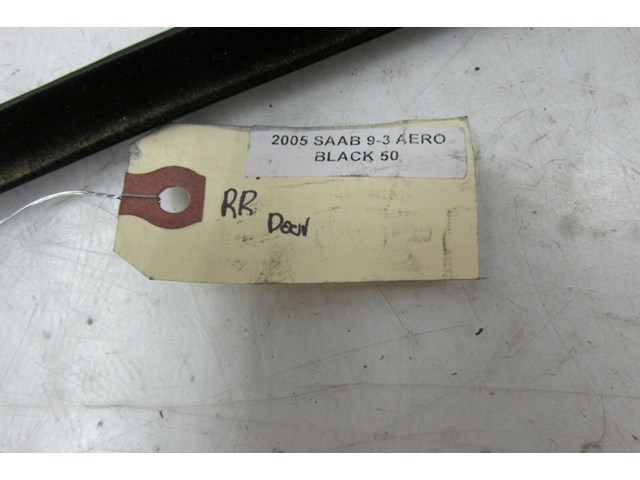 2005 SAAB 9-3 AERO
BLACK 50
RR
Door